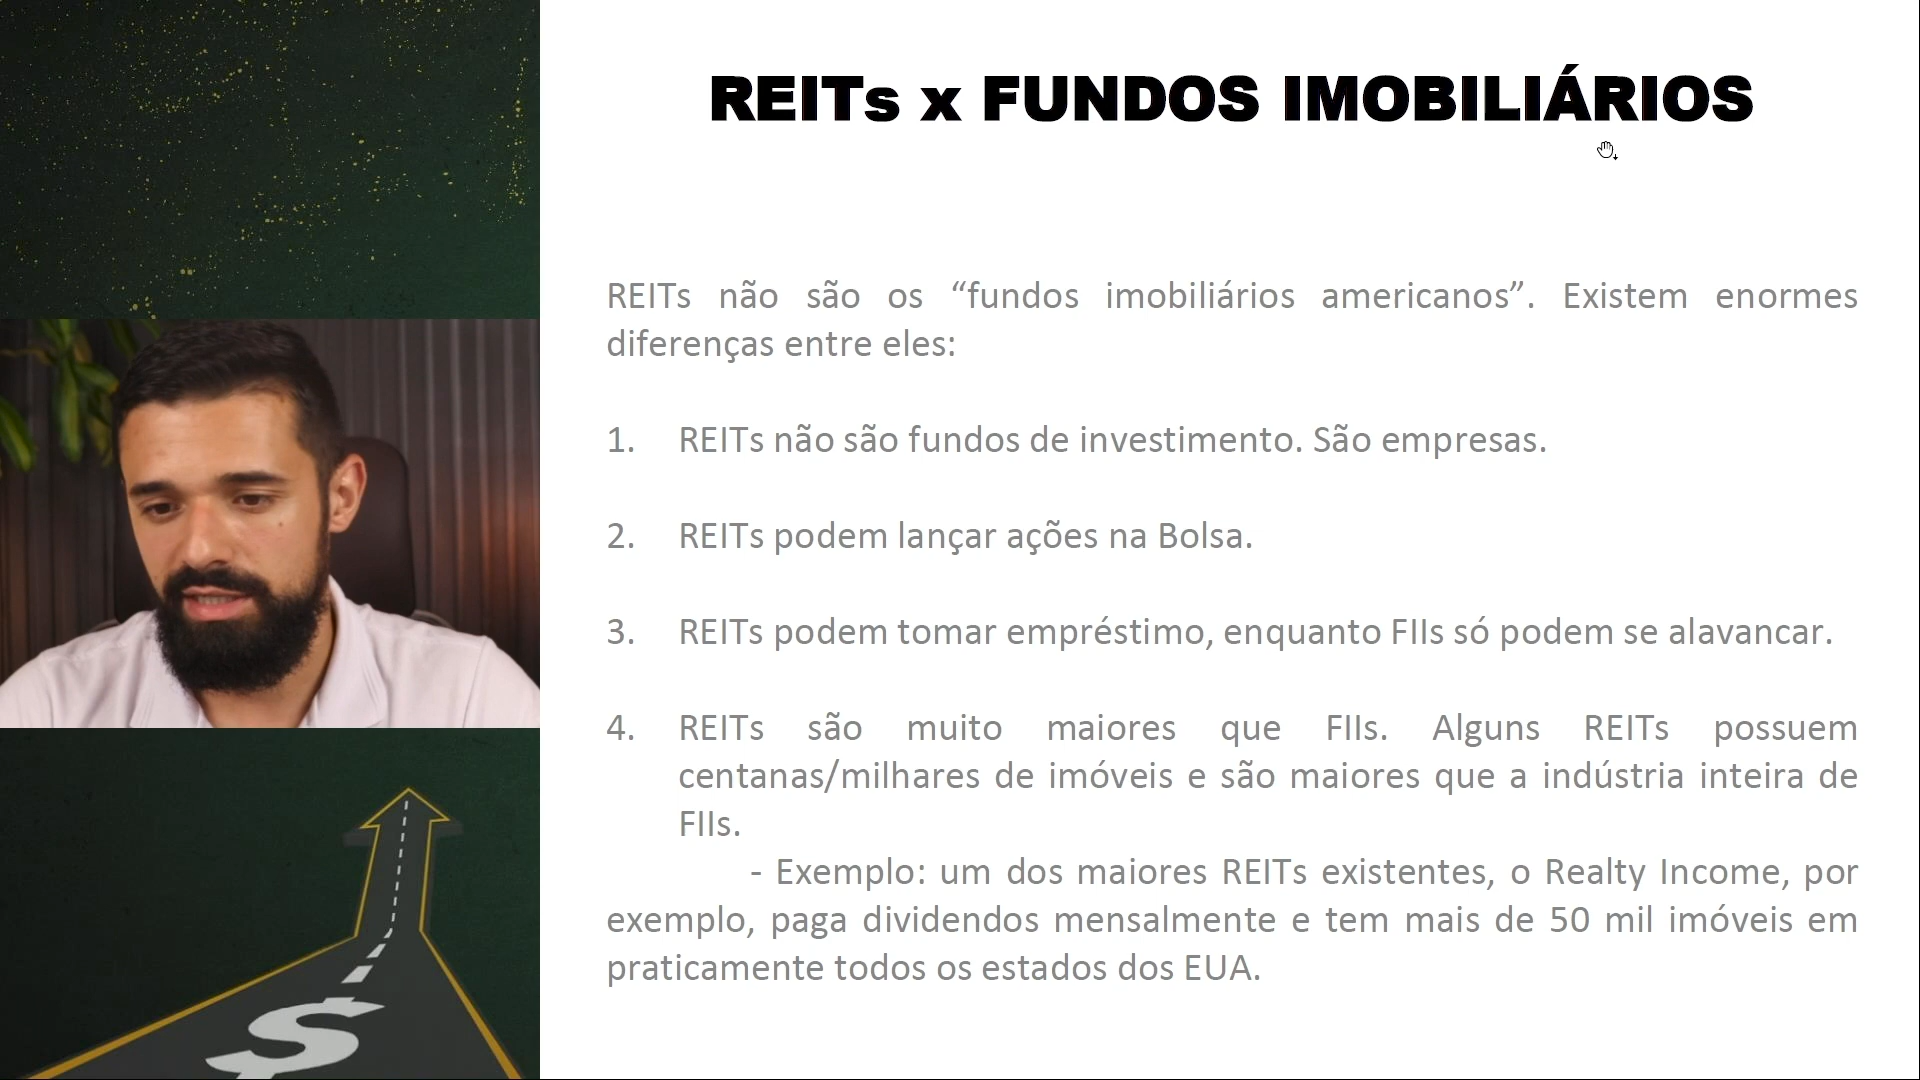 REITs x FUNDOS IMOBILIÁRIOS
REITs não são os “fundos imobiliários americanos”. Existem enormes
diferenças entre eles:
1. REITs não são fundos de investimento. São empresas.
2. REITs podem lançar ações na Bolsa.
3. REITs podem tomar empréstimo, enquanto FIIs só podem se alavancar.
4. REITs são muito maiores que FIIs. Alguns REITs possuem
centanas/milhares de imóveis e são maiores que a indústria inteira de
FIIs.
- Exemplo: um dos maiores REITs existentes, o Realty Income, por
exemplo, paga dividendos mensalmente e tem mais de 50 mil imóveis em
praticamente todos os estados dos EUA.
$